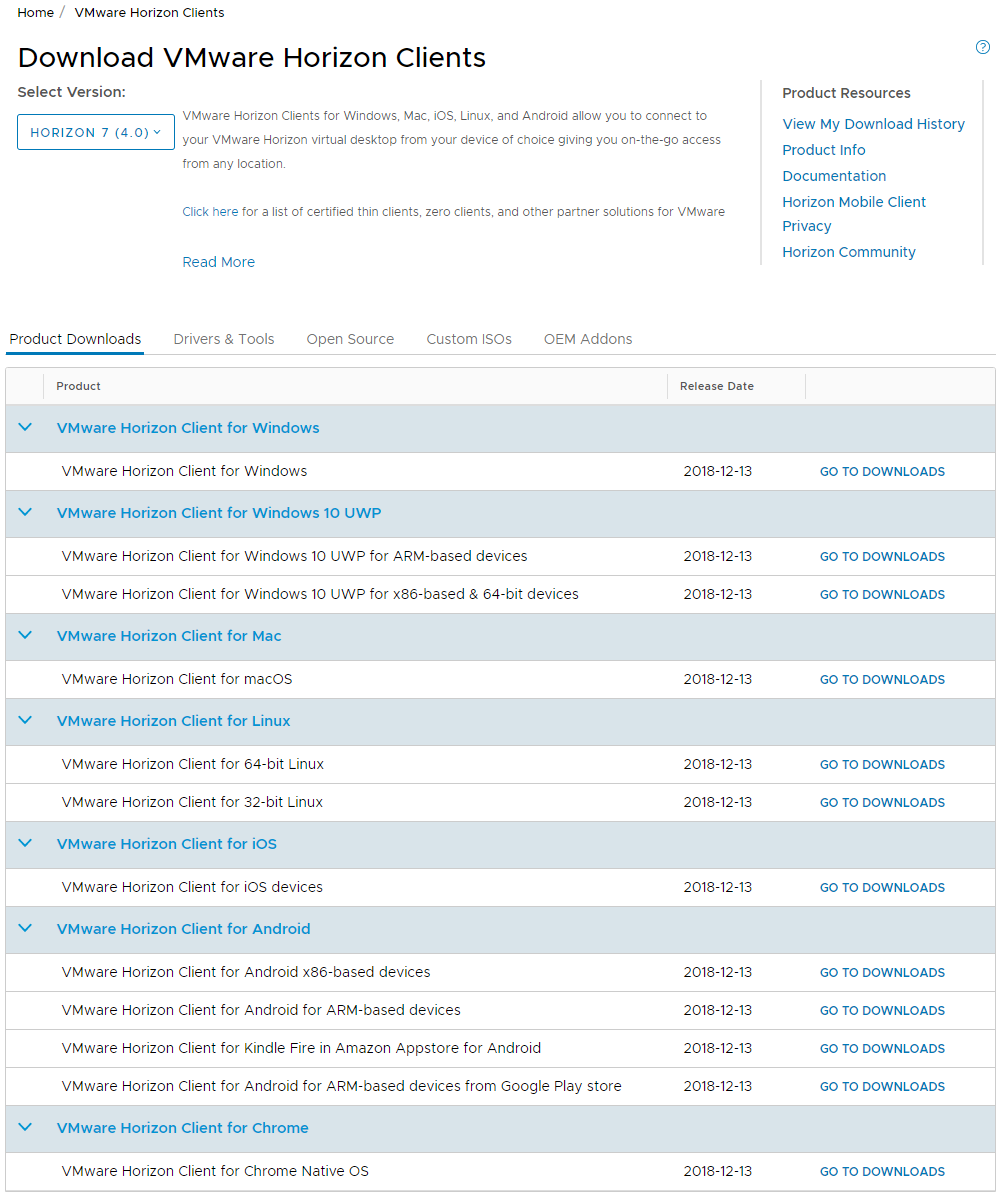 Home / VMware Horizon Clients
Download VMware Horizon Clients
Select Version:
HORIZON 7 (4.0)
VMware Horizon Clients for Windows, Mac, iOS, Linux, and Android allow you to connect to
your VMware Horizon virtual desktop from your device of choice giving you on-the-go access
from any location.
Click here for a list of certified thin clients, zero clients, and other partner solutions for VMware
Read More
?
Product Resources
View My Download History
Product Info
Documentation
Horizon Mobile Client
Privacy
Horizon Community
Product Downloads Drivers & Tools Open Source Custom ISOs OEM Addons
Product Release Date
VMware Horizon Client for Windows
VMware Horizon Client for Windows 2018-12-13 GO TO DOWNLOADS
VMware Horizon Client for Windows 10 UWP
VMware Horizon Client for Windows 10 UWP for ARM-based devices 2018-12-13 GO TO DOWNLOADS
VMware Horizon Client for Windows 10 UWP for x86-based & 64-bit devices 2018-12-13 GO TO DOWNLOADS
VMware Horizon Client for Mac
VMware Horizon Client for macOS 2018-12-13 GO TO DOWNLOADS
VMware Horizon Client for Linux
VMware Horizon Client for 64-bit Linux 2018-12-13 GO TO DOWNLOADS
VMware Horizon Client for 32-bit Linux 2018-12-13 GO TO DOWNLOADS
VMware Horizon Client for iOS
VMware Horizon Client for iOS devices 2018-12-13 GO TO DOWNLOADS
VMware Horizon Client for Android
VMware Horizon Client for Android x86-based devices 2018-12-13 GO TO DOWNLOADS
VMware Horizon Client for Android for ARM-based devices 2018-12-13 GO TO DOWNLOADS
VMware Horizon Client for Kindle Fire in Amazon Appstore for Android 2018-12-13 GO TO DOWNLOADS
VMware Horizon Client for Android for ARM-based devices from Google Play store 2018-12-13 GO TO DOWNLOADS
VMware Horizon Client for Chrome
VMware Horizon Client for Chrome Native OS 2018-12-13 GO TO DOWNLOADS